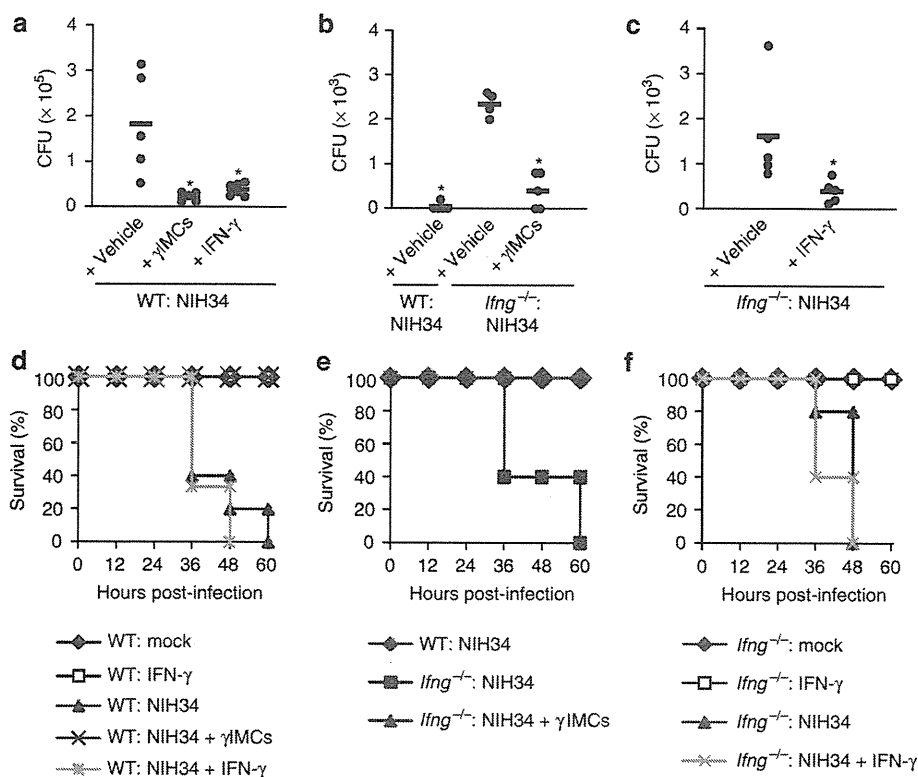 a
CFU (× 10⁵)
4
3
2
1
0
+ Vehicle
+ γIMCs
+ IFN-γ
*
*
WT: NIH34
b
CFU (× 10³)
4
3
2
1
0
+ Vehicle
+ Vehicle
+ γIMCs
*
*
WT:
NIH34
Ifng⁻/⁻:
NIH34
c
CFU (× 10³)
4
3
2
1
0
+ Vehicle
+ IFN-γ
*
Ifng⁻/⁻: NIH34
d
Survival (%)
100
80
60
40
20
0
0 12 24 36 48 60
Hours post-infection
WT: mock
WT: IFN-γ
WT: NIH34
WT: NIH34 + γIMCs
WT: NIH34 + IFN-γ
e
Survival (%)
100
80
60
40
20
0
0 12 24 36 48 60
Hours post-infection
WT: NIH34
Ifng⁻/⁻: NIH34
Ifng⁻/⁻: NIH34 + γIMCs
f
Survival (%)
100
80
60
40
20
0
0 12 24 36 48 60
Hours post-infection
Ifng⁻/⁻: mock
Ifng⁻/⁻: IFN-γ
Ifng⁻/⁻: NIH34
Ifng⁻/⁻: NIH34 + IFN-γ